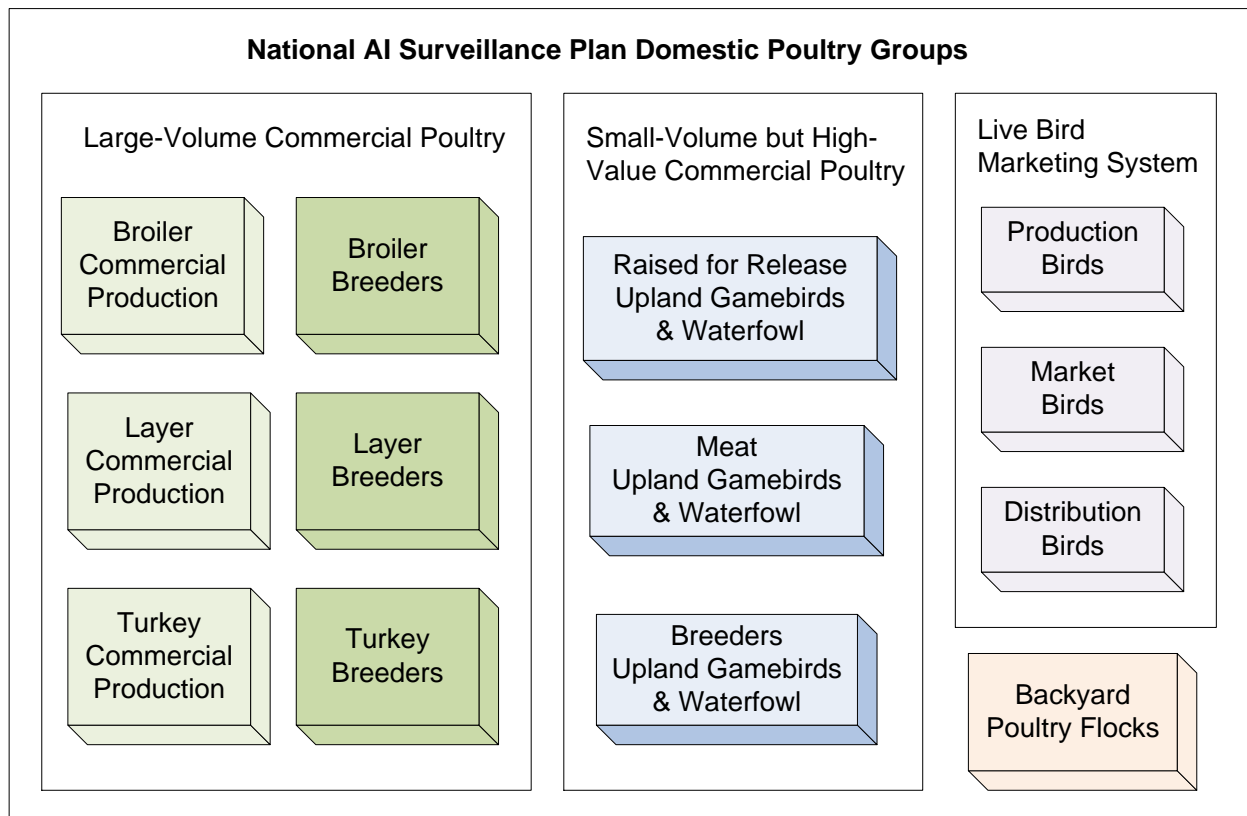 National AI Surveillance Plan Domestic Poultry Groups
Large-Volume Commercial Poultry
Broiler
Commercial
Production
Broiler
Breeders
Layer
Commercial
Production
Layer
Breeders
Turkey
Commercial
Production
Turkey
Breeders
Small-Volume but High-
Value Commercial Poultry
Raised for Release
Upland Gamebirds
& Waterfowl
Meat
Upland Gamebirds
& Waterfowl
Breeders
Upland Gamebirds
& Waterfowl
Live Bird
Marketing System
Production
Birds
Market
Birds
Distribution
Birds
Backyard
Poultry Flocks